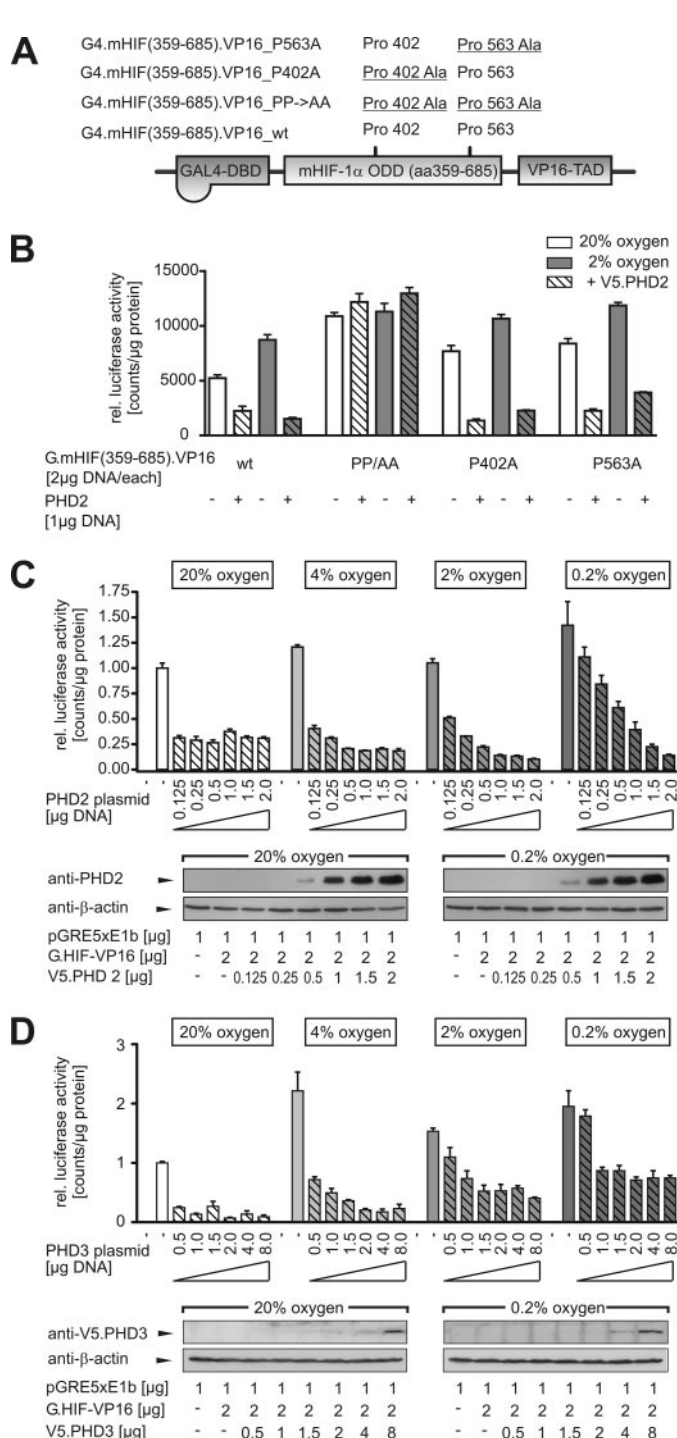 A
G4.mHIF(359-685).VP16_P563A Pro 402 Pro 563 Ala
G4.mHIF(359-685).VP16_P402A Pro 402 Ala Pro 563
G4.mHIF(359-685).VP16_PP->AA Pro 402 Ala Pro 563 Ala
G4.mHIF(359-685).VP16_wt Pro 402 Pro 563
GAL4-DBD mHIF-1α ODD (aa359-685) VP16-TAD
B
20% oxygen
2% oxygen
+ V5.PHD2
rel. luciferase activity
[counts/µg protein]
15000
10000
5000
0
G.mHIF(359-685).VP16
[2µg DNA/each]
wt PP/AA P402A P563A
PHD2
[1µg DNA]
- + - + - + - + - + - + - + - +
C
20% oxygen 4% oxygen 2% oxygen 0.2% oxygen
rel. luciferase activity
[counts/µg protein]
1.75
1.50
1.25
1.00
0.75
0.50
0.25
0.00
PHD2 plasmid
[µg DNA]
- - 0.125 0.25 0.5 1.0 1.5 2.0 - - 0.125 0.25 0.5 1.0 1.5 2.0 - - 0.125 0.25 0.5 1.0 1.5 2.0 - - 0.125 0.25 0.5 1.0 1.5 2.0
20% oxygen 0.2% oxygen
anti-PHD2
anti-β-actin
pGRE5xE1b [µg] 1 1 1 1 1 1 1 1 1 1 1 1 1 1 1 1
G.HIF-VP16 [µg] - 2 2 2 2 2 2 2 - 2 2 2 2 2 2 2
V5.PHD 2 [µg] - - 0.125 0.25 0.5 1 1.5 2 - - 0.125 0.25 0.5 1 1.5 2
D
20% oxygen 4% oxygen 2% oxygen 0.2% oxygen
rel. luciferase activity
[counts/µg protein]
3
2
1
0
PHD3 plasmid
[µg DNA]
- - 0.5 1.0 1.5 2.0 4.0 8.0 - - 0.5 1.0 1.5 2.0 4.0 8.0 - - 0.5 1.0 1.5 2.0 4.0 8.0 - - 0.5 1.0 1.5 2.0 4.0 8.0
20% oxygen 0.2% oxygen
anti-V5.PHD3
anti-β-actin
pGRE5xE1b [µg] 1 1 1 1 1 1 1 1 1 1 1 1 1 1 1 1
G.HIF-VP16 [µg] - 2 2 2 2 2 2 2 - 2 2 2 2 2 2 2
V5.PHD3 [µg] - - 0.5 1 1.5 2 4 8 - - 0.5 1 1.5 2 4 8